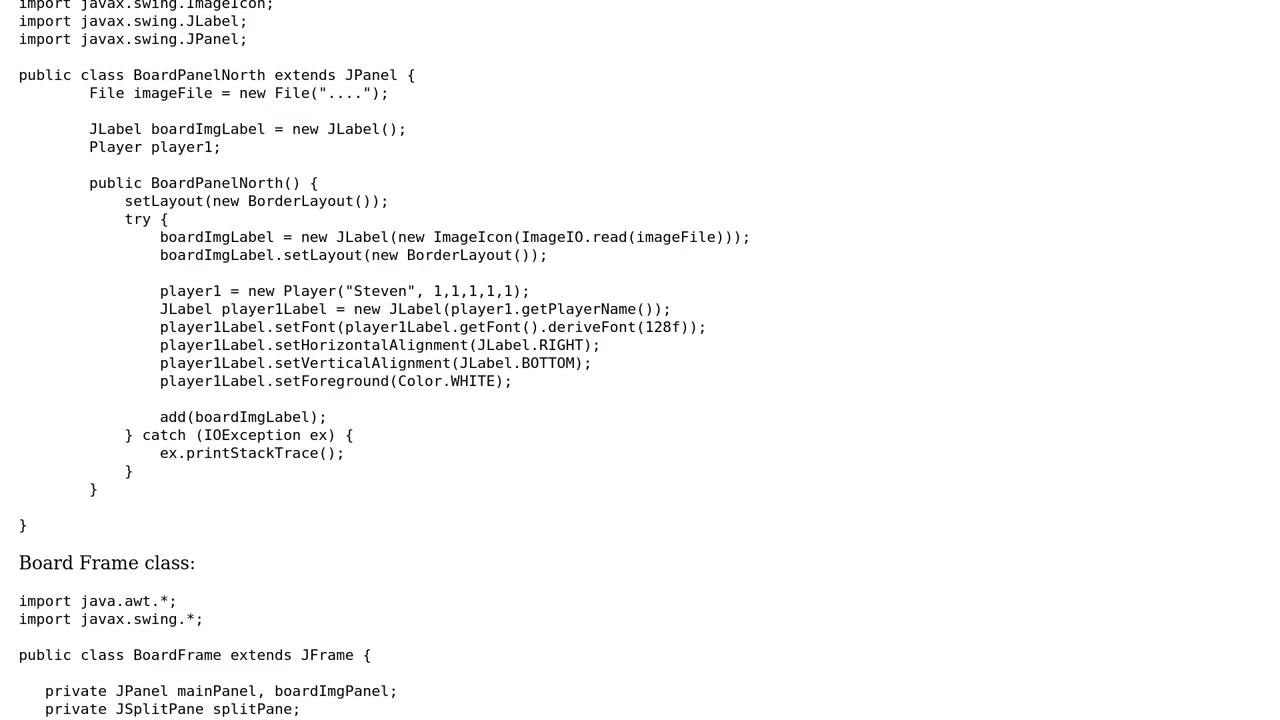 import javax.swing.ImageIcon;
import javax.swing.JLabel;
import javax.swing.JPanel;

public class BoardPanelNorth extends JPanel {
        File imageFile = new File("....");

        JLabel boardImgLabel = new JLabel();
        Player player1;

        public BoardPanelNorth() {
            setLayout(new BorderLayout());
            try {
                boardImgLabel = new JLabel(new ImageIcon(ImageIO.read(imageFile)));
                boardImgLabel.setLayout(new BorderLayout());

                player1 = new Player("Steven", 1,1,1,1,1);
                JLabel player1Label = new JLabel(player1.getPlayerName());
                player1Label.setFont(player1Label.getFont().deriveFont(128f));
                player1Label.setHorizontalAlignment(JLabel.RIGHT);
                player1Label.setVerticalAlignment(JLabel.BOTTOM);
                player1Label.setForeground(Color.WHITE);

                add(boardImgLabel);
            } catch (IOException ex) {
                ex.printStackTrace();
            }
        }

}
Board Frame class:
import java.awt.*;
import javax.swing.*;

public class BoardFrame extends JFrame {

   private JPanel mainPanel, boardImgPanel;
   private JSplitPane splitPane;